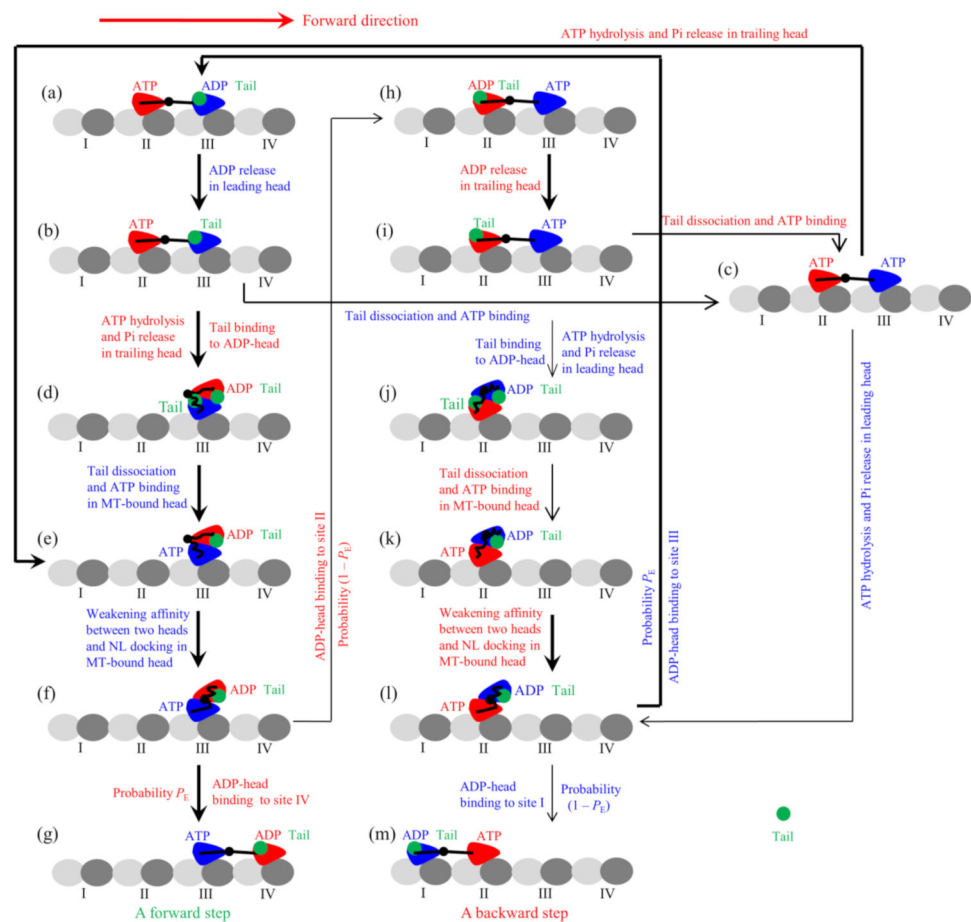 Forward direction
ATP hydrolysis and Pi release in trailing head
(a)
ATP
ADP Tail
I II III IV
ADP release
in leading head
(b)
ATP
Tail
I II III IV
ATP hydrolysis
and Pi release
in trailing head
Tail binding
to ADP-head
(d)
ADP Tail
Tail
I II III IV
Tail dissociation
and ATP binding
in MT-bound head
(e)
ADP
ATP
Tail
I II III IV
Weakening affinity
between two heads
and NL docking in
MT-bound head
(f)
ADP Tail
ATP
I II III IV
Probability PE
ADP-head
binding to site IV
(g)
ATP
ADP Tail
I II III IV
A forward step
ADP-head binding to site II
Probability (1 – PE)
(h)
ADP Tail
ATP
I II III IV
ADP release
in trailing head
(i)
Tail
ATP
I II III IV
Tail dissociation and ATP binding
Tail dissociation and ATP binding
Tail binding
to ADP-head
ATP hydrolysis
and Pi release
in leading head
(j)
ADP Tail
Tail
I II III IV
Tail dissociation
and ATP binding
in MT-bound head
(k)
ADP
ATP
Tail
I II III IV
Weakening affinity
between two heads
and NL docking in
MT-bound head
(l)
ADP Tail
ATP
I II III IV
ADP-head
binding to site I
Probability
(1 – PE)
(m)
ADP Tail
ATP
I II III IV
A backward step
Probability PE
ADP-head binding to site III
(c)
ATP
ATP
I II III IV
ATP hydrolysis and Pi release in leading head
Tail